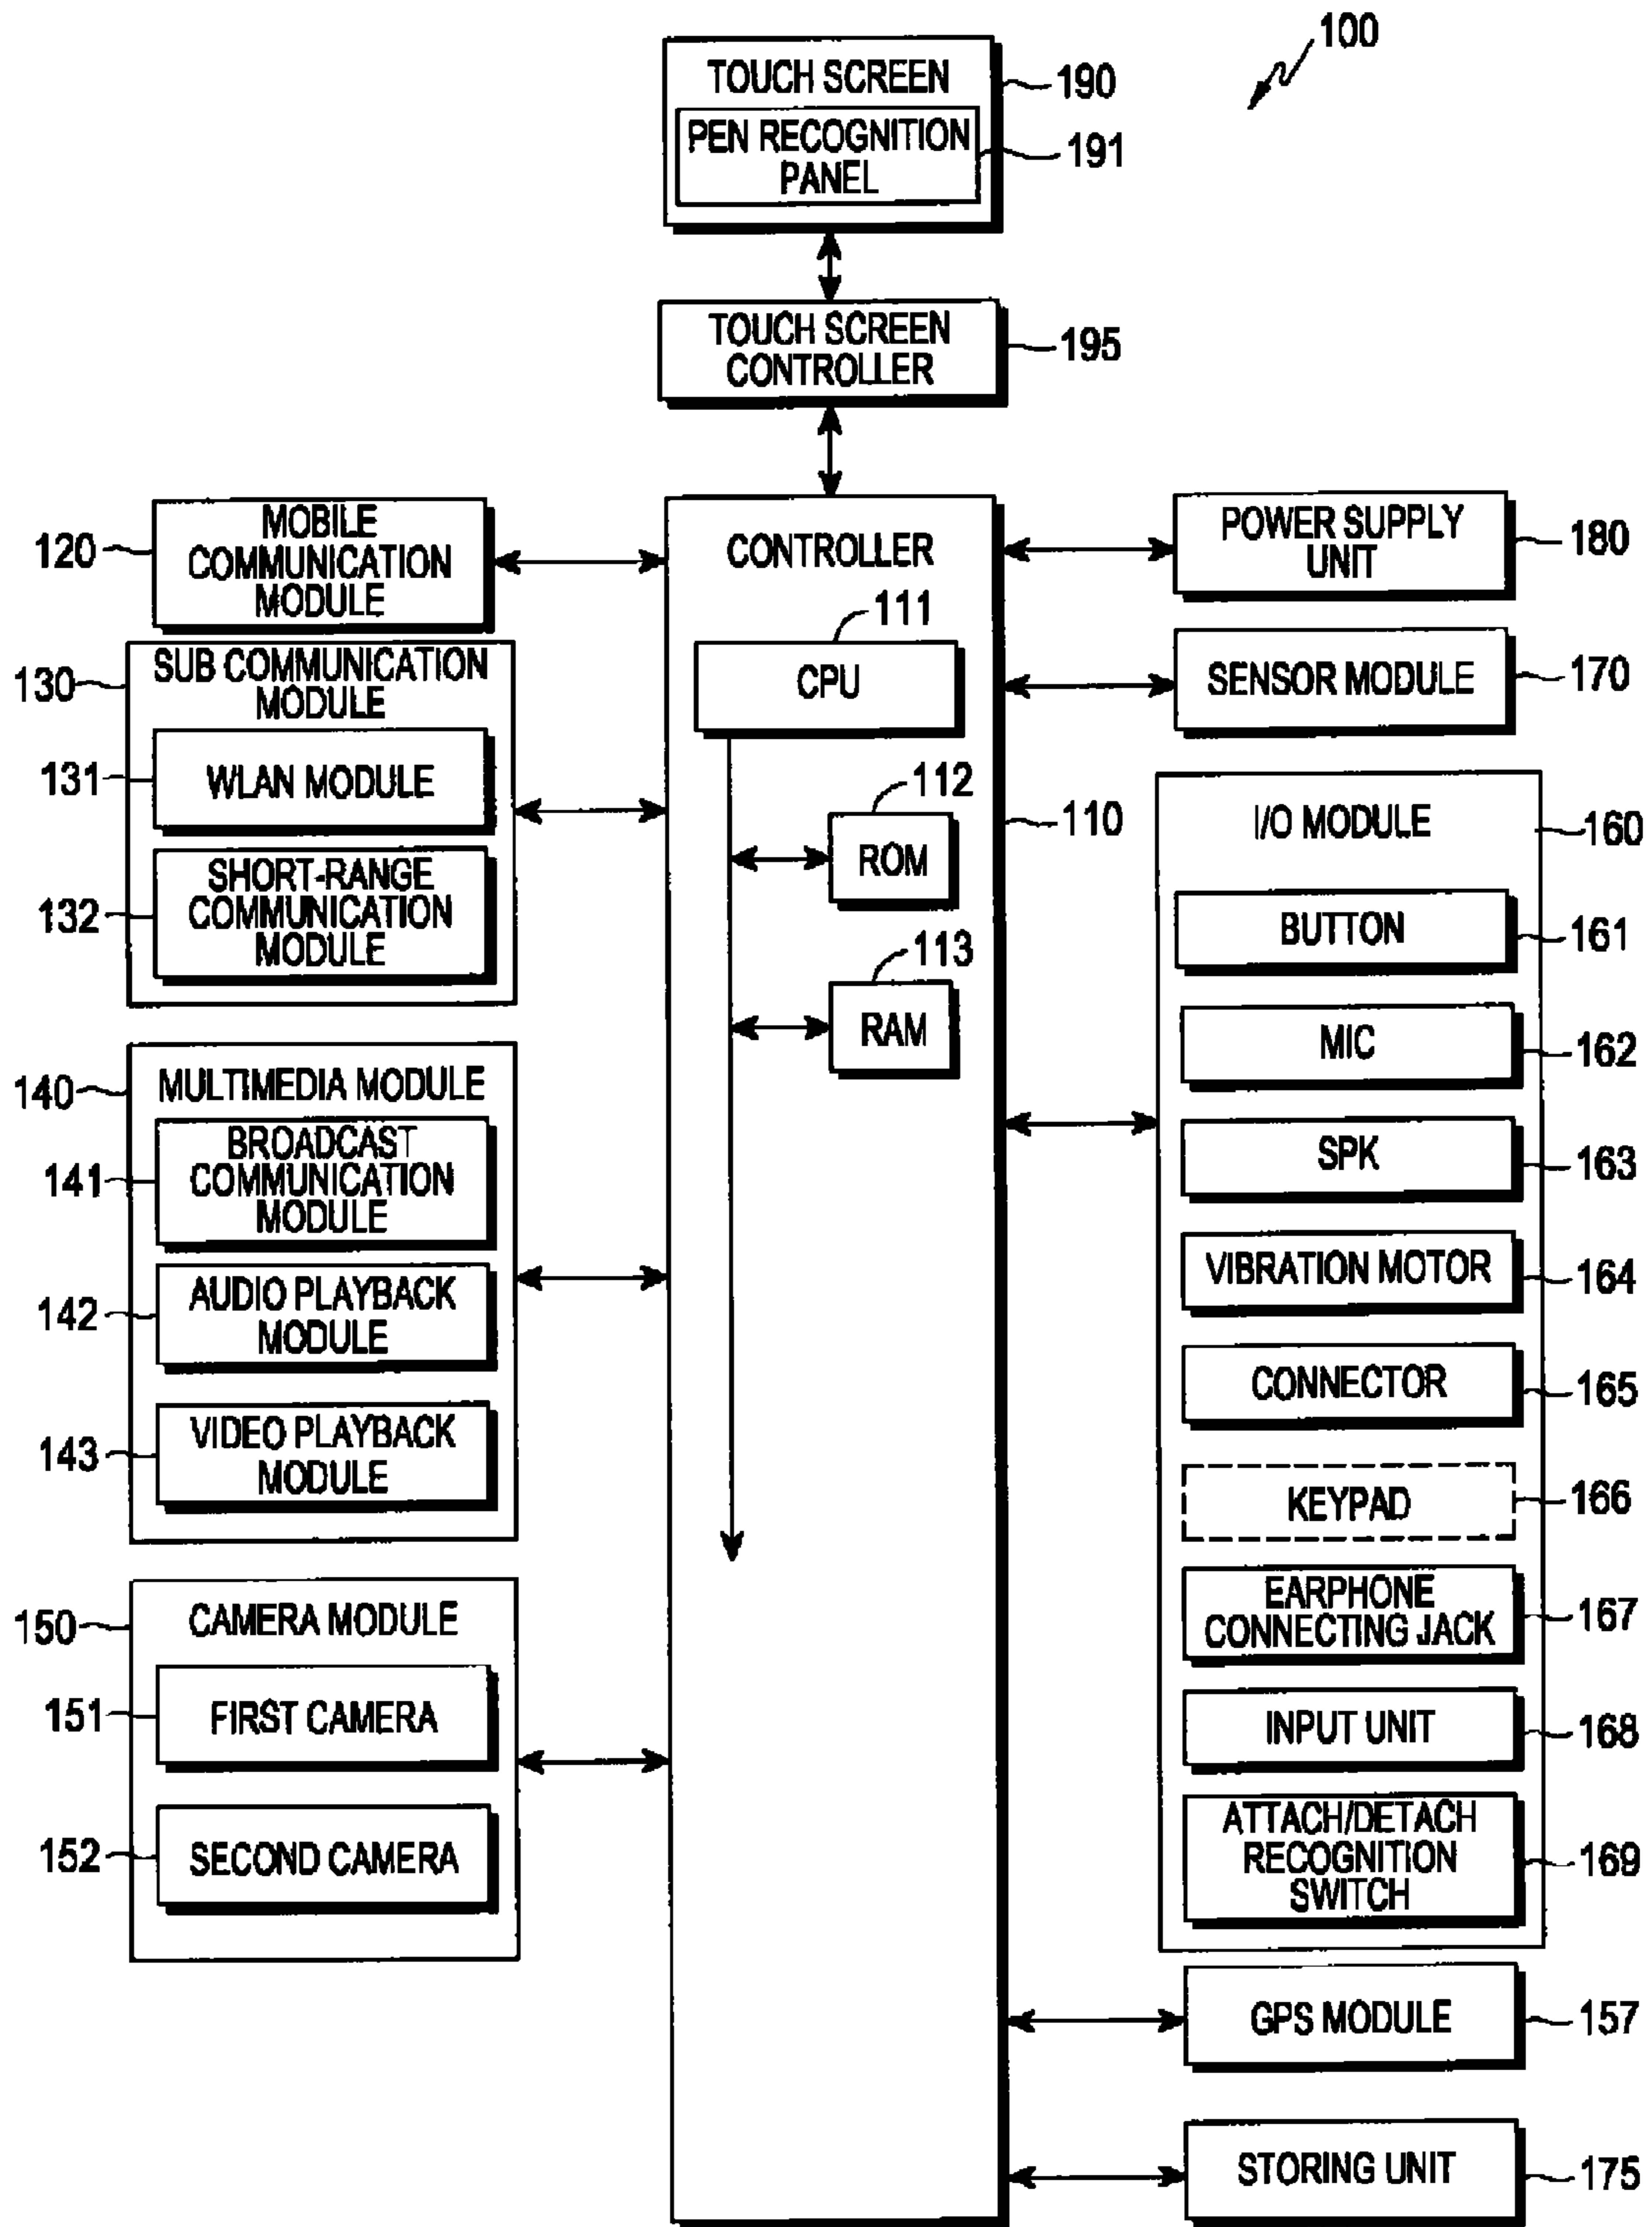 100
TOUCH SCREEN
190
PEN RECOGNITION
PANEL
191
TOUCH SCREEN
CONTROLLER
195
MOBILE
COMMUNICATION
MODULE
120
SUB COMMUNICATION
MODULE
130
WLAN MODULE
131
SHORT-RANGE
COMMUNICATION
MODULE
132
MULTIMEDIA MODULE
140
BROADCAST
COMMUNICATION
MODULE
141
AUDIO PLAYBACK
MODULE
142
VIDEO PLAYBACK
MODULE
143
CAMERA MODULE
150
FIRST CAMERA
151
SECOND CAMERA
152
CONTROLLER
110
111
CPU
112
ROM
113
RAM
POWER SUPPLY
UNIT
180
SENSOR MODULE
170
I/O MODULE
160
BUTTON
161
MIC
162
SPK
163
VIBRATION MOTOR
164
CONNECTOR
165
KEYPAD
166
EARPHONE
CONNECTING JACK
167
INPUT UNIT
168
ATTACH/DETACH
RECOGNITION
SWITCH
169
GPS MODULE
157
STORING UNIT
175